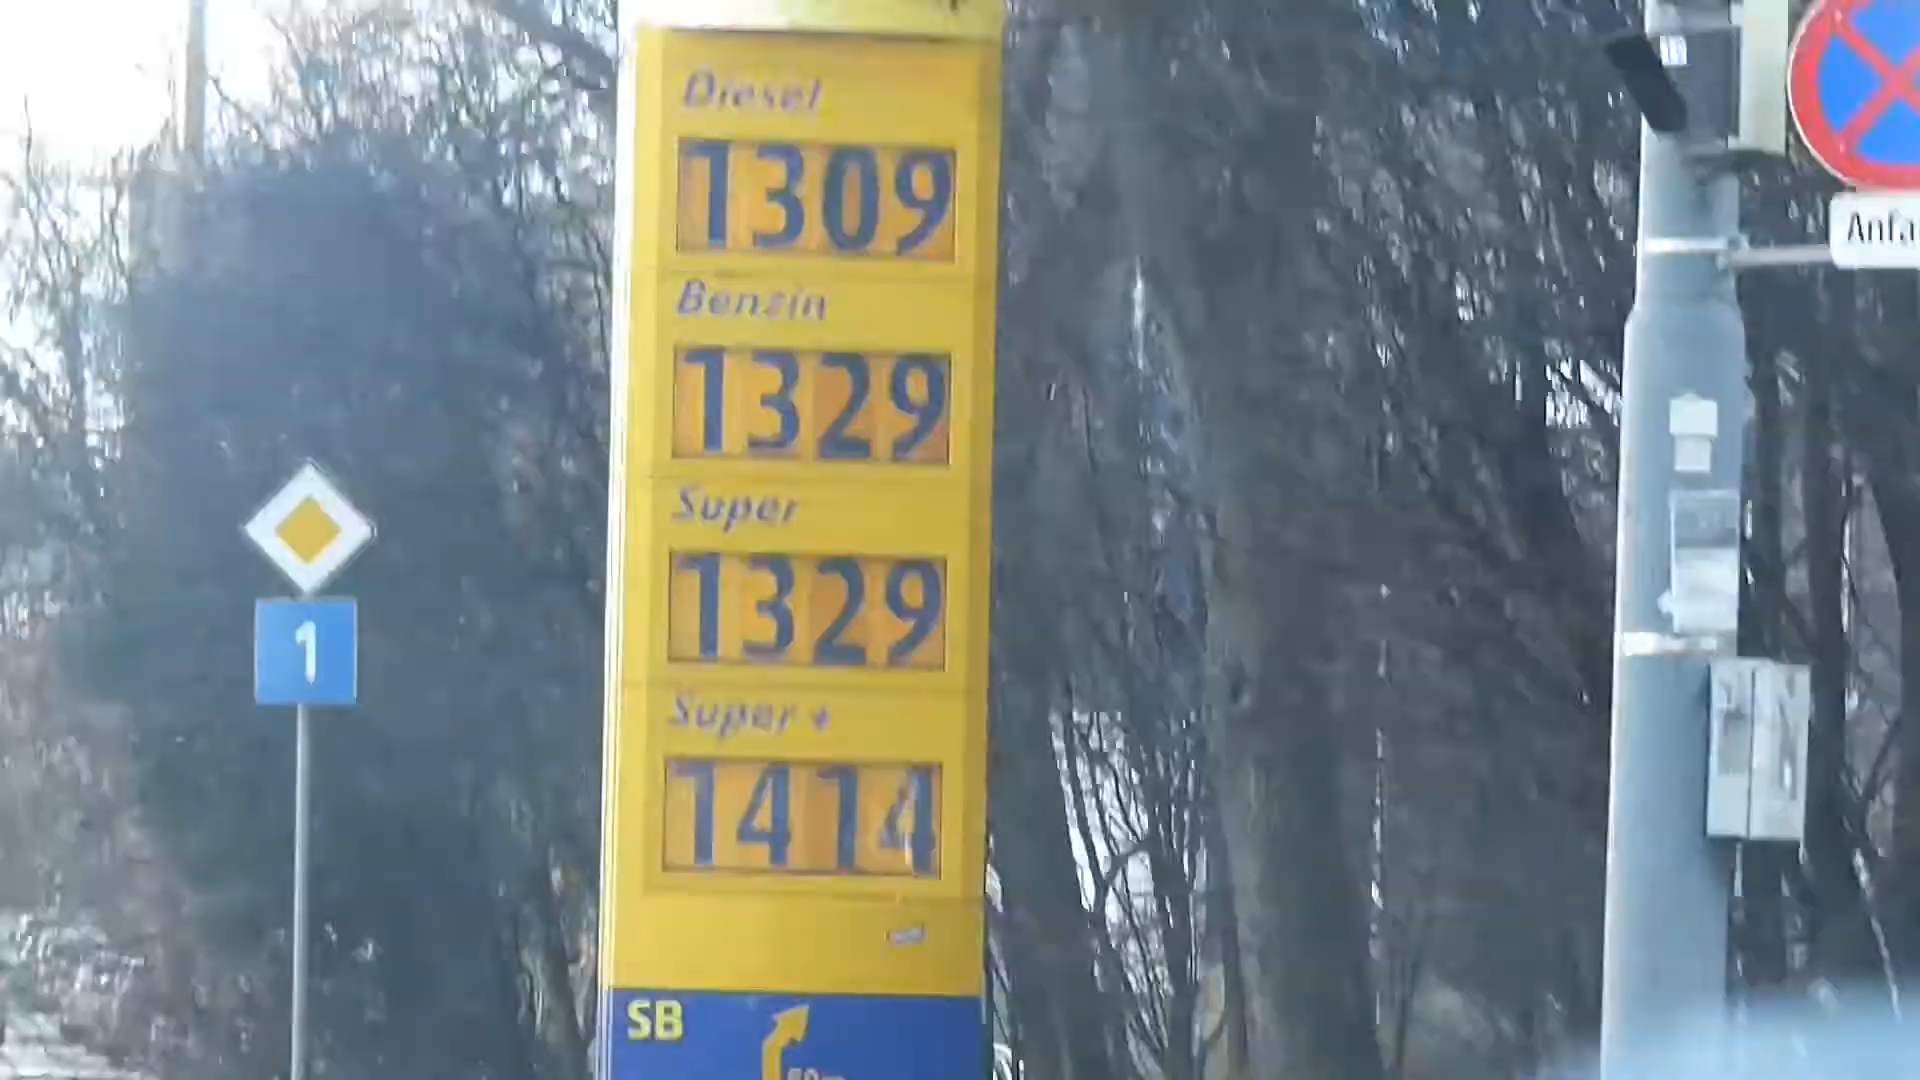 Diesel
1309
Benzin
1329
Super
1329
Super +
1414
SB
1
Anfa